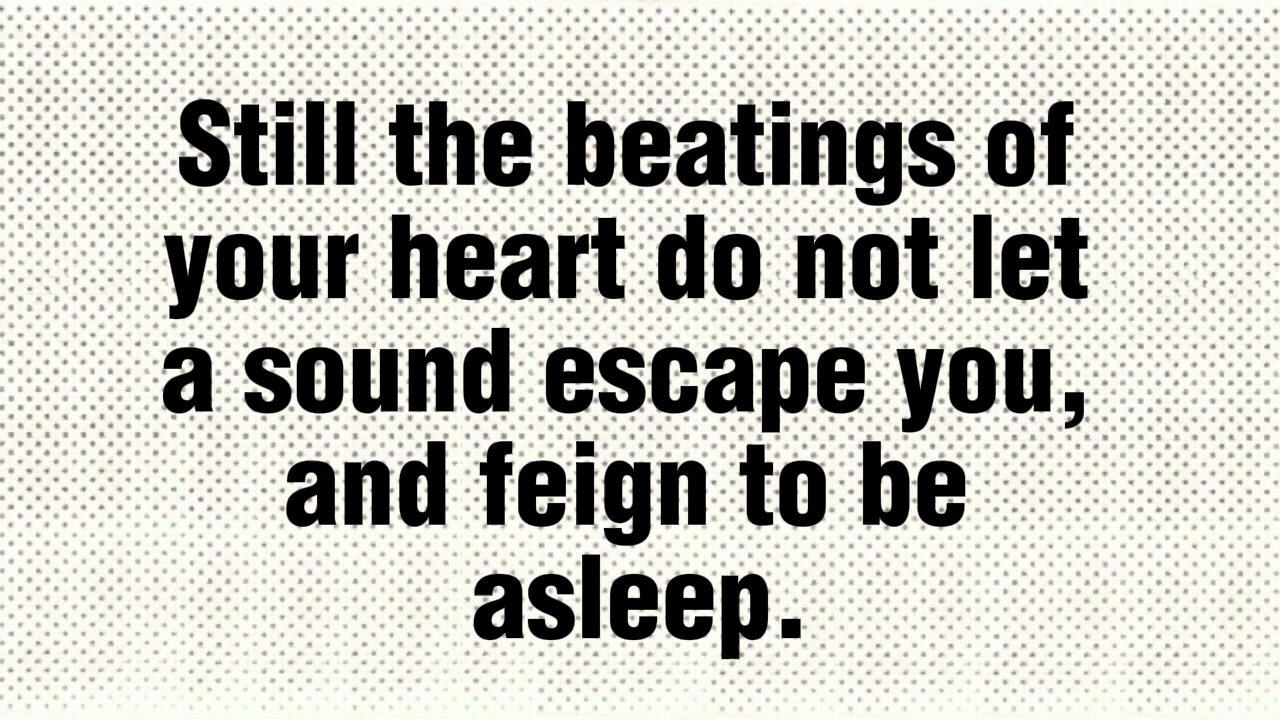 Still the beatings of
your heart do not let
a sound escape you,
and feign to be
asleep.